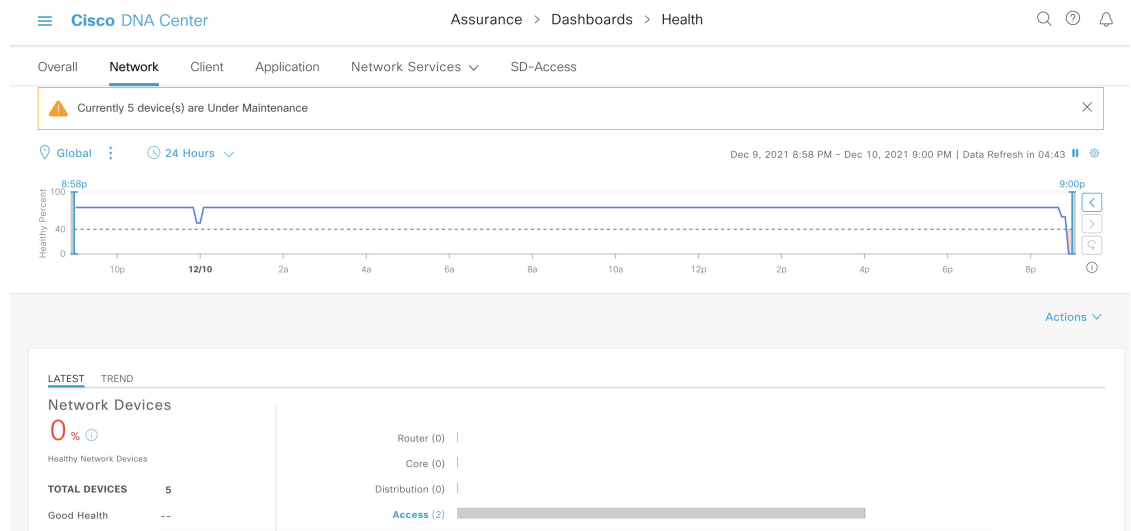 Cisco DNA Center
Assurance > Dashboards > Health
Overall Network Client Application Network Services SD-Access
Currently 5 device(s) are Under Maintenance
Global 24 Hours Dec 9, 2021 8:58 PM - Dec 10, 2021 9:00 PM | Data Refresh in 04:43
8:58p 9:00p
Healthy Percent
100
40
0
10p 12/10 2a 4a 6a 8a 10a 12p 2p 4p 6p 8p
Actions
LATEST TREND
Network Devices
0 %
Healthy Network Devices
TOTAL DEVICES 5
Good Health --
Router (0)
Core (0)
Distribution (0)
Access (2)